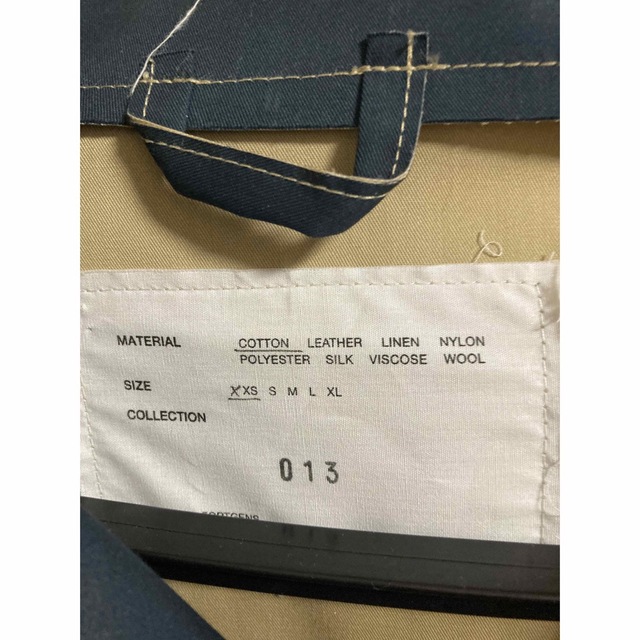 MATERIAL COTTON LEATHER LINEN NYLON
POLYESTER SILK VISCOSE WOOL
SIZE XXS S M L XL
COLLECTION
013